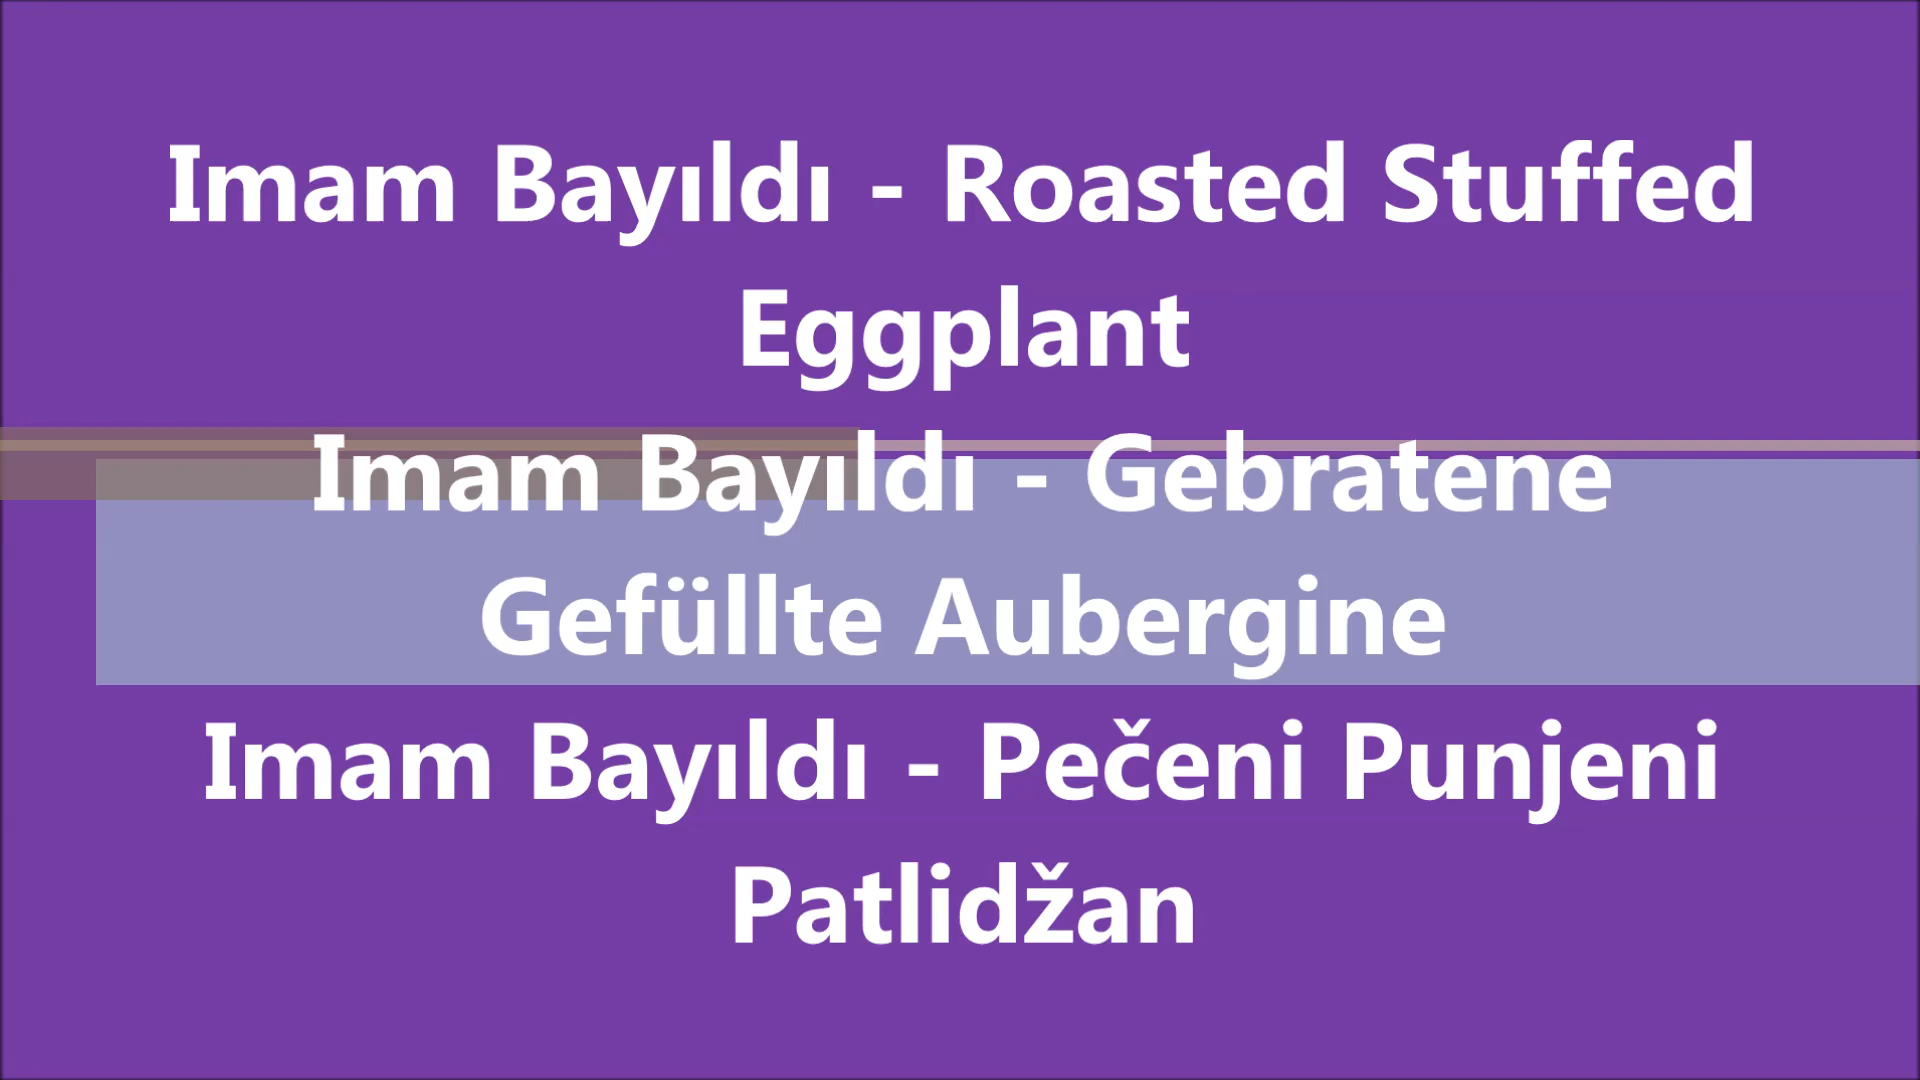 Imam Bayıldı - Roasted Stuffed
Eggplant
Imam Bayıldı - Gebratene
Gefüllte Aubergine
Imam Bayıldı - Pečeni Punjeni
Patlidžan